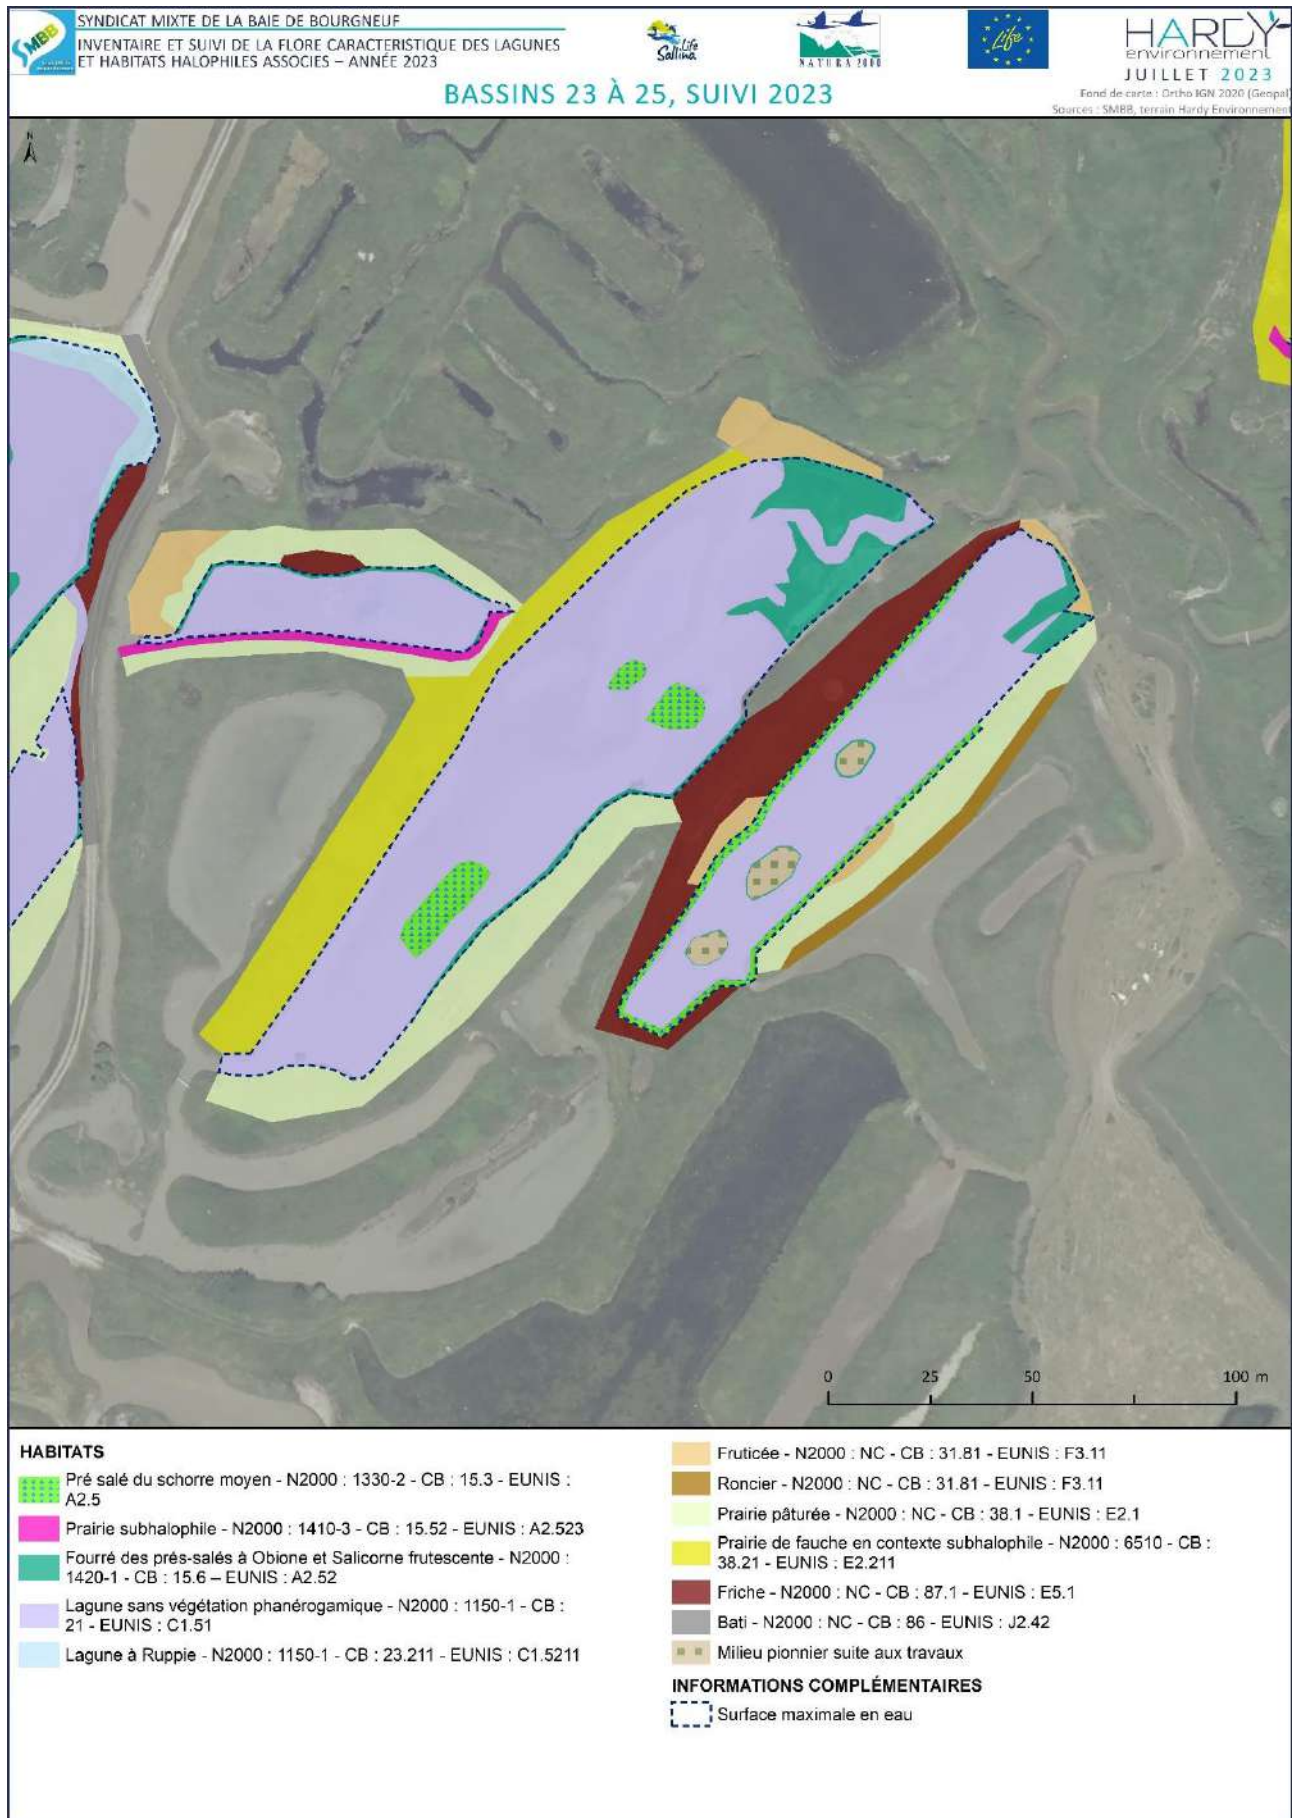 SYNDICAT MIXTE DE LA BAIE DE BOURGNEUF
INVENTAIRE ET SUIVI DE LA FLORE CARACTERISTIQUE DES LAGUNES
ET HABITATS HALOPHILES ASSOCIES – ANNÉE 2023
SMBB
Life
Sallina
NATURA 2000
Life
HARDY
environnement
JUILLET 2023
BASSINS 23 À 25, SUIVI 2023
Fond de carte : Ortho IGN 2020 (Geopal)
Sources : SMBB, terrain Hardy Environnement
N
0 25 50 100 m
HABITATS
Pré salé du schorre moyen - N2000 : 1330-2 - CB : 15.3 - EUNIS :
A2.5
Prairie subhalophile - N2000 : 1410-3 - CB : 15.52 - EUNIS : A2.523
Fourré des prés-salés à Obione et Salicorne frutescente - N2000 :
1420-1 - CB : 15.6 – EUNIS : A2.52
Lagune sans végétation phanérogamique - N2000 : 1150-1 - CB :
21 - EUNIS : C1.51
Lagune à Ruppie - N2000 : 1150-1 - CB : 23.211 - EUNIS : C1.5211
Fruticée - N2000 : NC - CB : 31.81 - EUNIS : F3.11
Roncier - N2000 : NC - CB : 31.81 - EUNIS : F3.11
Prairie pâturée - N2000 : NC - CB : 38.1 - EUNIS : E2.1
Prairie de fauche en contexte subhalophile - N2000 : 6510 - CB :
38.21 - EUNIS : E2.211
Friche - N2000 : NC - CB : 87.1 - EUNIS : E5.1
Bati - N2000 : NC - CB : 86 - EUNIS : J2.42
Milieu pionnier suite aux travaux
INFORMATIONS COMPLÉMENTAIRES
Surface maximale en eau